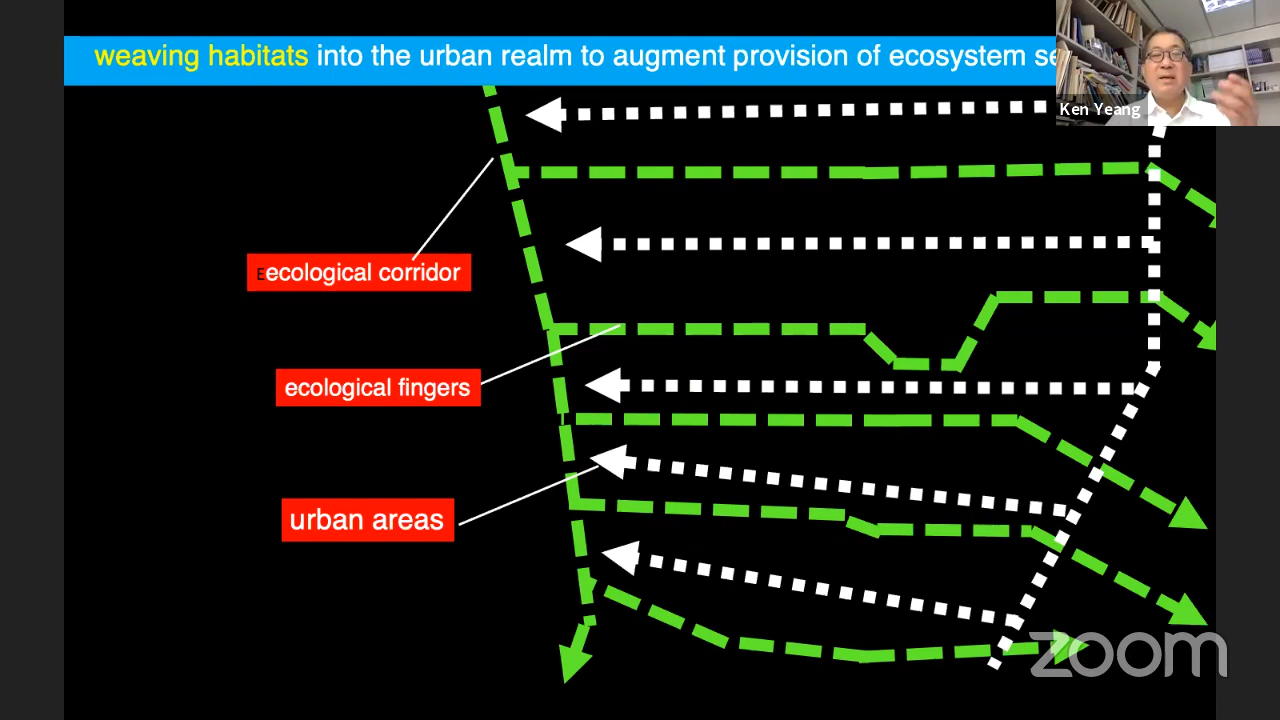 weaving habitats into the urban realm to augment provision of ecosystem
Ken Yeang
Eecological corridor
ecological fingers
urban areas
zoom